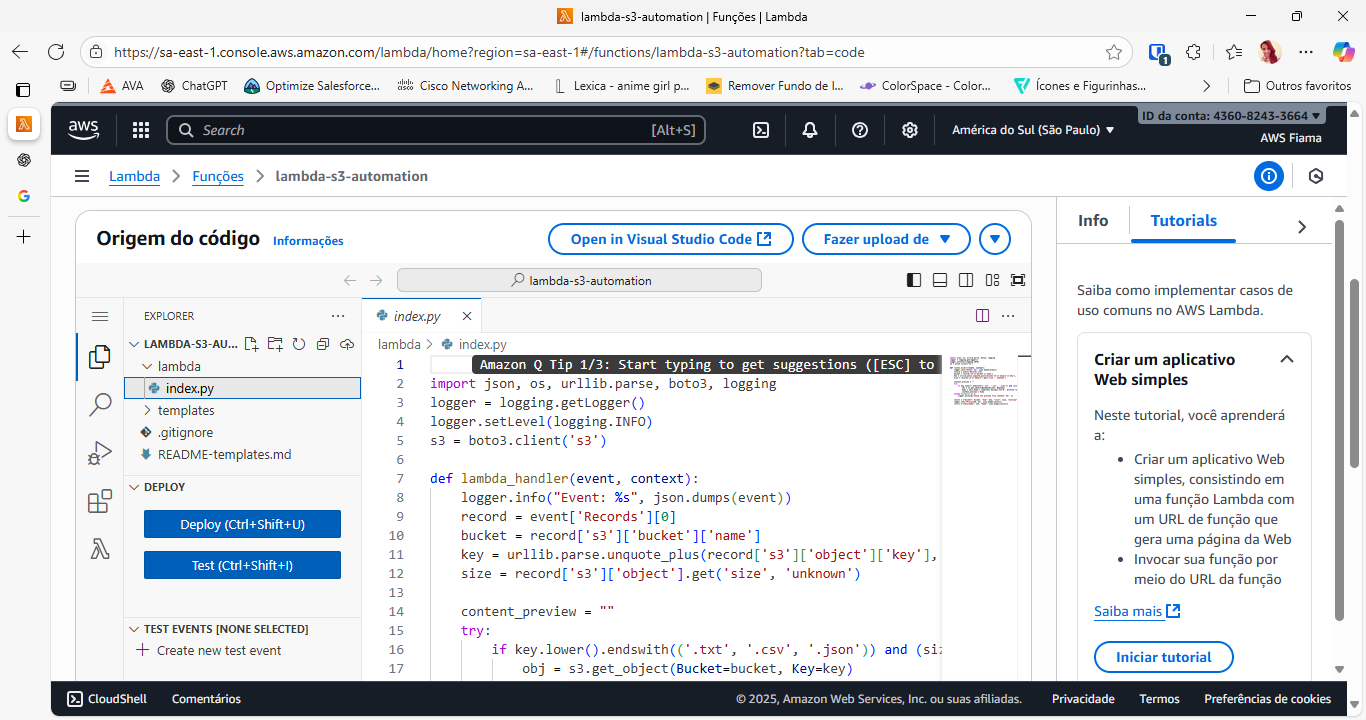 lambda-s3-automation | Funções | Lambda
https://sa-east-1.console.aws.amazon.com/lambda/home?region=sa-east-1#/functions/lambda-s3-automation?tab=code
1
AVA
ChatGPT
Optimize Salesforce...
Cisco Networking A...
Lexica - anime girl p...
Remover Fundo de I...
ColorSpace - Color...
Ícones e Figurinhas...
Outros favoritos
aws
Search
[Alt+S]
América do Sul (São Paulo) ▼
ID da conta: 4360-8243-3664 ▼
AWS Fiama
Lambda
Funções
lambda-s3-automation
Origem do código
Informações
Open in Visual Studio Code
Fazer upload de ▼
Info
Tutorials
lambda-s3-automation
EXPLORER
LAMBDA-S3-AU...
lambda
index.py
templates
.gitignore
README-templates.md
DEPLOY
Deploy (Ctrl+Shift+U)
Test (Ctrl+Shift+I)
TEST EVENTS [NONE SELECTED]
Create new test event
index.py
lambda > index.py
1 Amazon Q Tip 1/3: Start typing to get suggestions ([ESC] to
2 import json, os, urllib.parse, boto3, logging
3 logger = logging.getLogger()
4 logger.setLevel(logging.INFO)
5 s3 = boto3.client('s3')
6
7 def lambda_handler(event, context):
8 logger.info("Event: %s", json.dumps(event))
9 record = event['Records'][0]
10 bucket = record['s3']['bucket']['name']
11 key = urllib.parse.unquote_plus(record['s3']['object']['key'],
12 size = record['s3']['object'].get('size', 'unknown')
13
14 content_preview = ""
15 try:
16 if key.lower().endswith(('.txt', '.csv', '.json')) and (siz
17 obj = s3.get_object(Bucket=bucket, Key=key)
Saiba como implementar casos de
uso comuns no AWS Lambda.
Criar um aplicativo
Web simples
Neste tutorial, você aprenderá
a:
• Criar um aplicativo Web
simples, consistindo em
uma função Lambda com
um URL de função que
gera uma página da Web
• Invocar sua função por
meio do URL da função
Saiba mais
Iniciar tutorial
CloudShell
Comentários
© 2025, Amazon Web Services, Inc. ou suas afiliadas.
Privacidade
Termos
Preferências de cookies